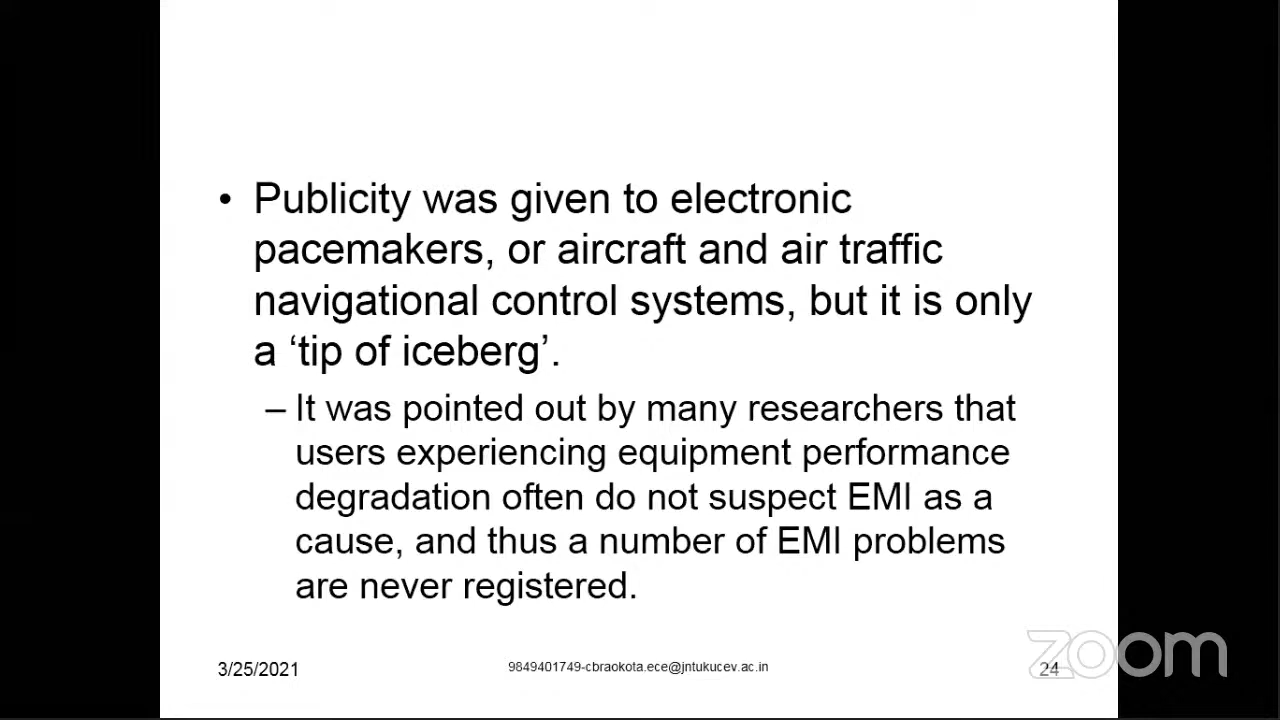 • Publicity was given to electronic
pacemakers, or aircraft and air traffic
navigational control systems, but it is only
a ‘tip of iceberg’.
– It was pointed out by many researchers that
users experiencing equipment performance
degradation often do not suspect EMI as a
cause, and thus a number of EMI problems
are never registered.
3/25/2021
9849401749-cbraokota.ece@jntukucev.ac.in
24
zoom